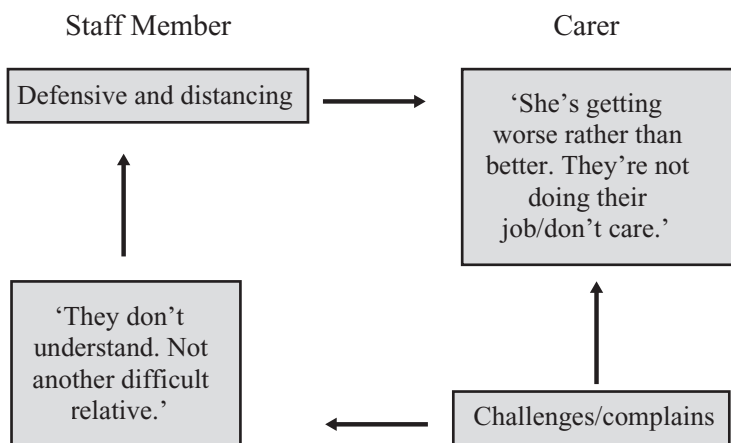 Staff Member
Carer
Defensive and distancing
‘She’s getting
worse rather than
better. They’re not
doing their
job/don’t care.’
‘They don’t
understand. Not
another difficult
relative.’
Challenges/complains